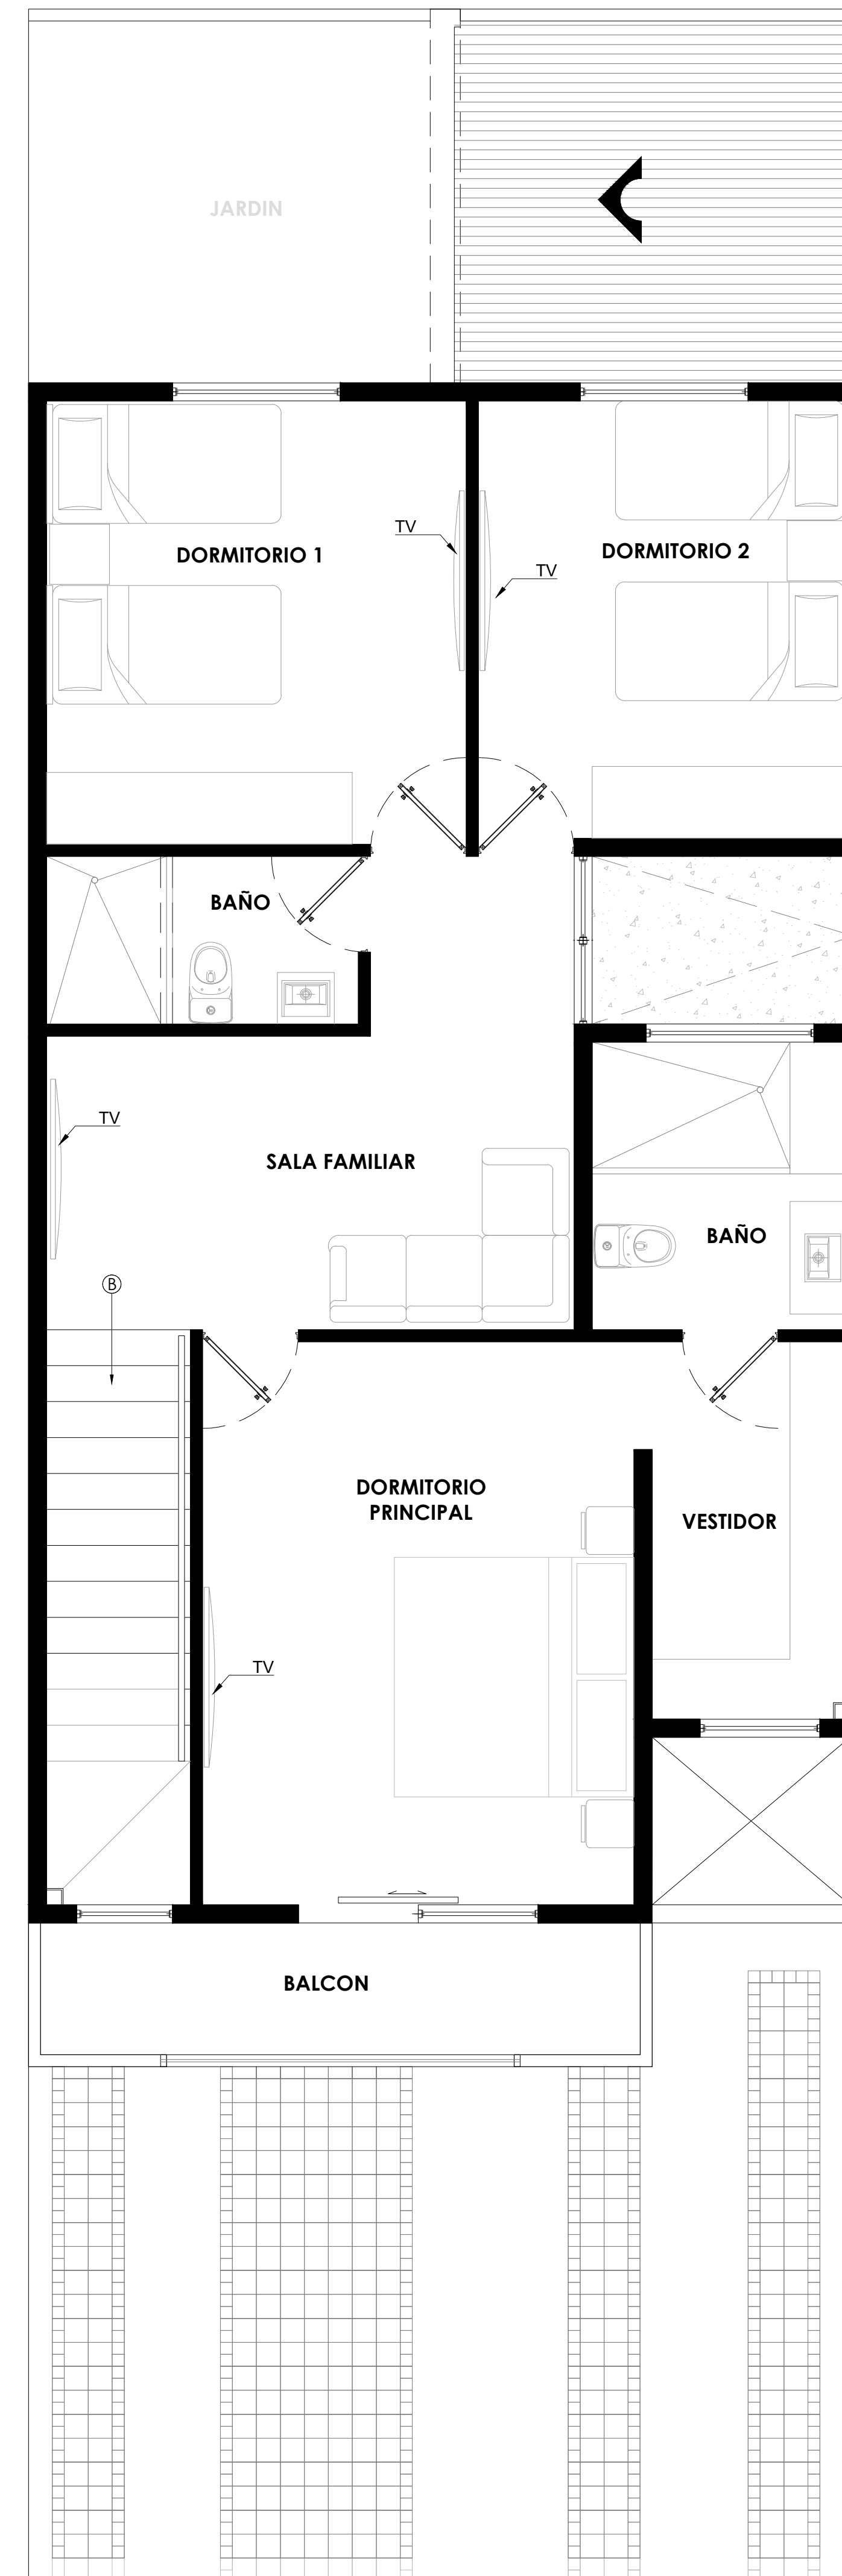 JARDIN
TV
DORMITORIO 1
DORMITORIO 2
TV
BAÑO
TV
SALA FAMILIAR
BAÑO
B
DORMITORIO
PRINCIPAL
VESTIDOR
TV
BALCON